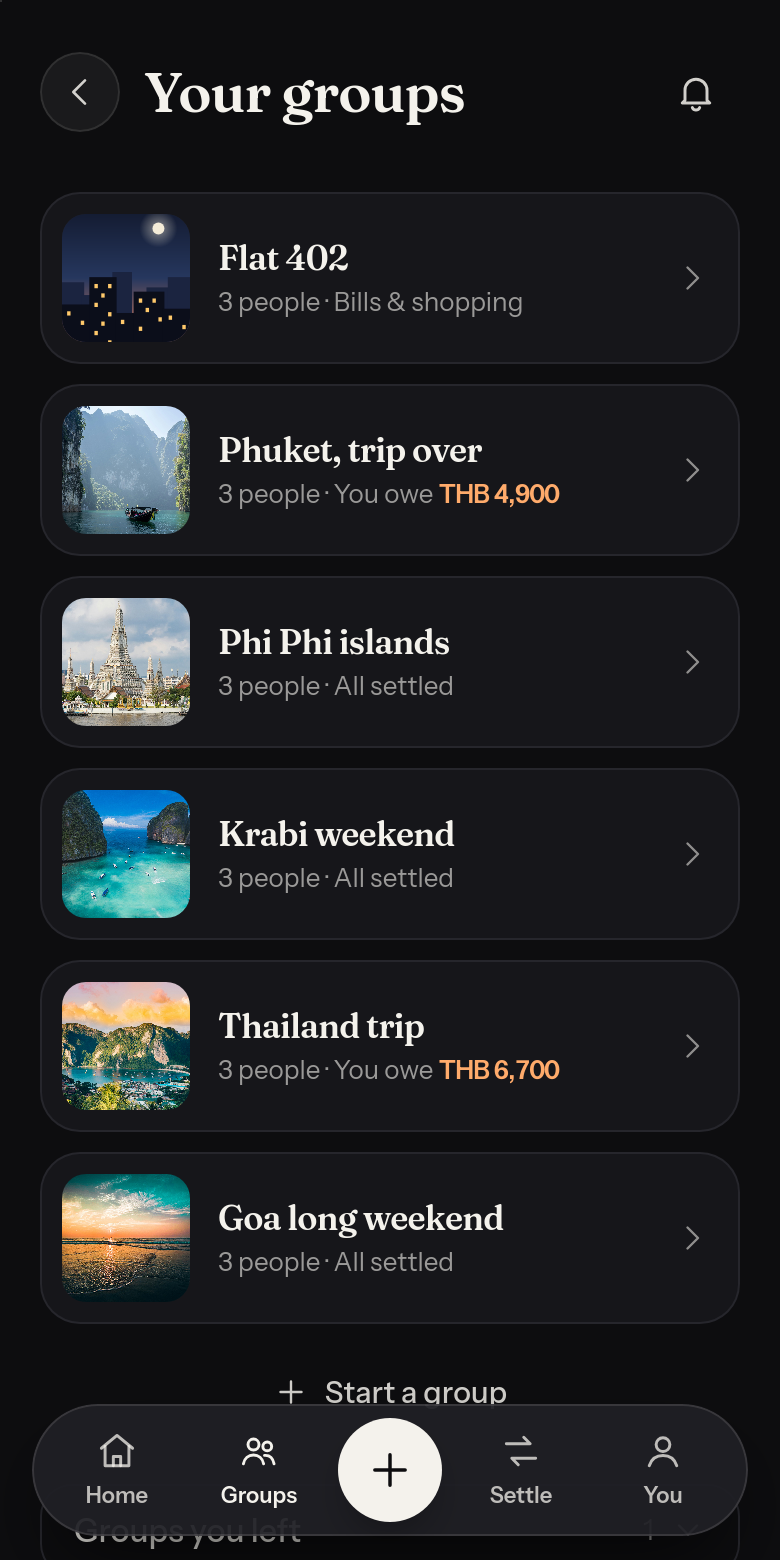 Your groups
Flat 402
3 people · Bills & shopping
Phuket, trip over
3 people · You owe THB 4,900
Phi Phi islands
3 people · All settled
Krabi weekend
3 people · All settled
Thailand trip
3 people · You owe THB 6,700
Goa long weekend
3 people · All settled
Start a group
Home Groups Settle You
Groups you left 1